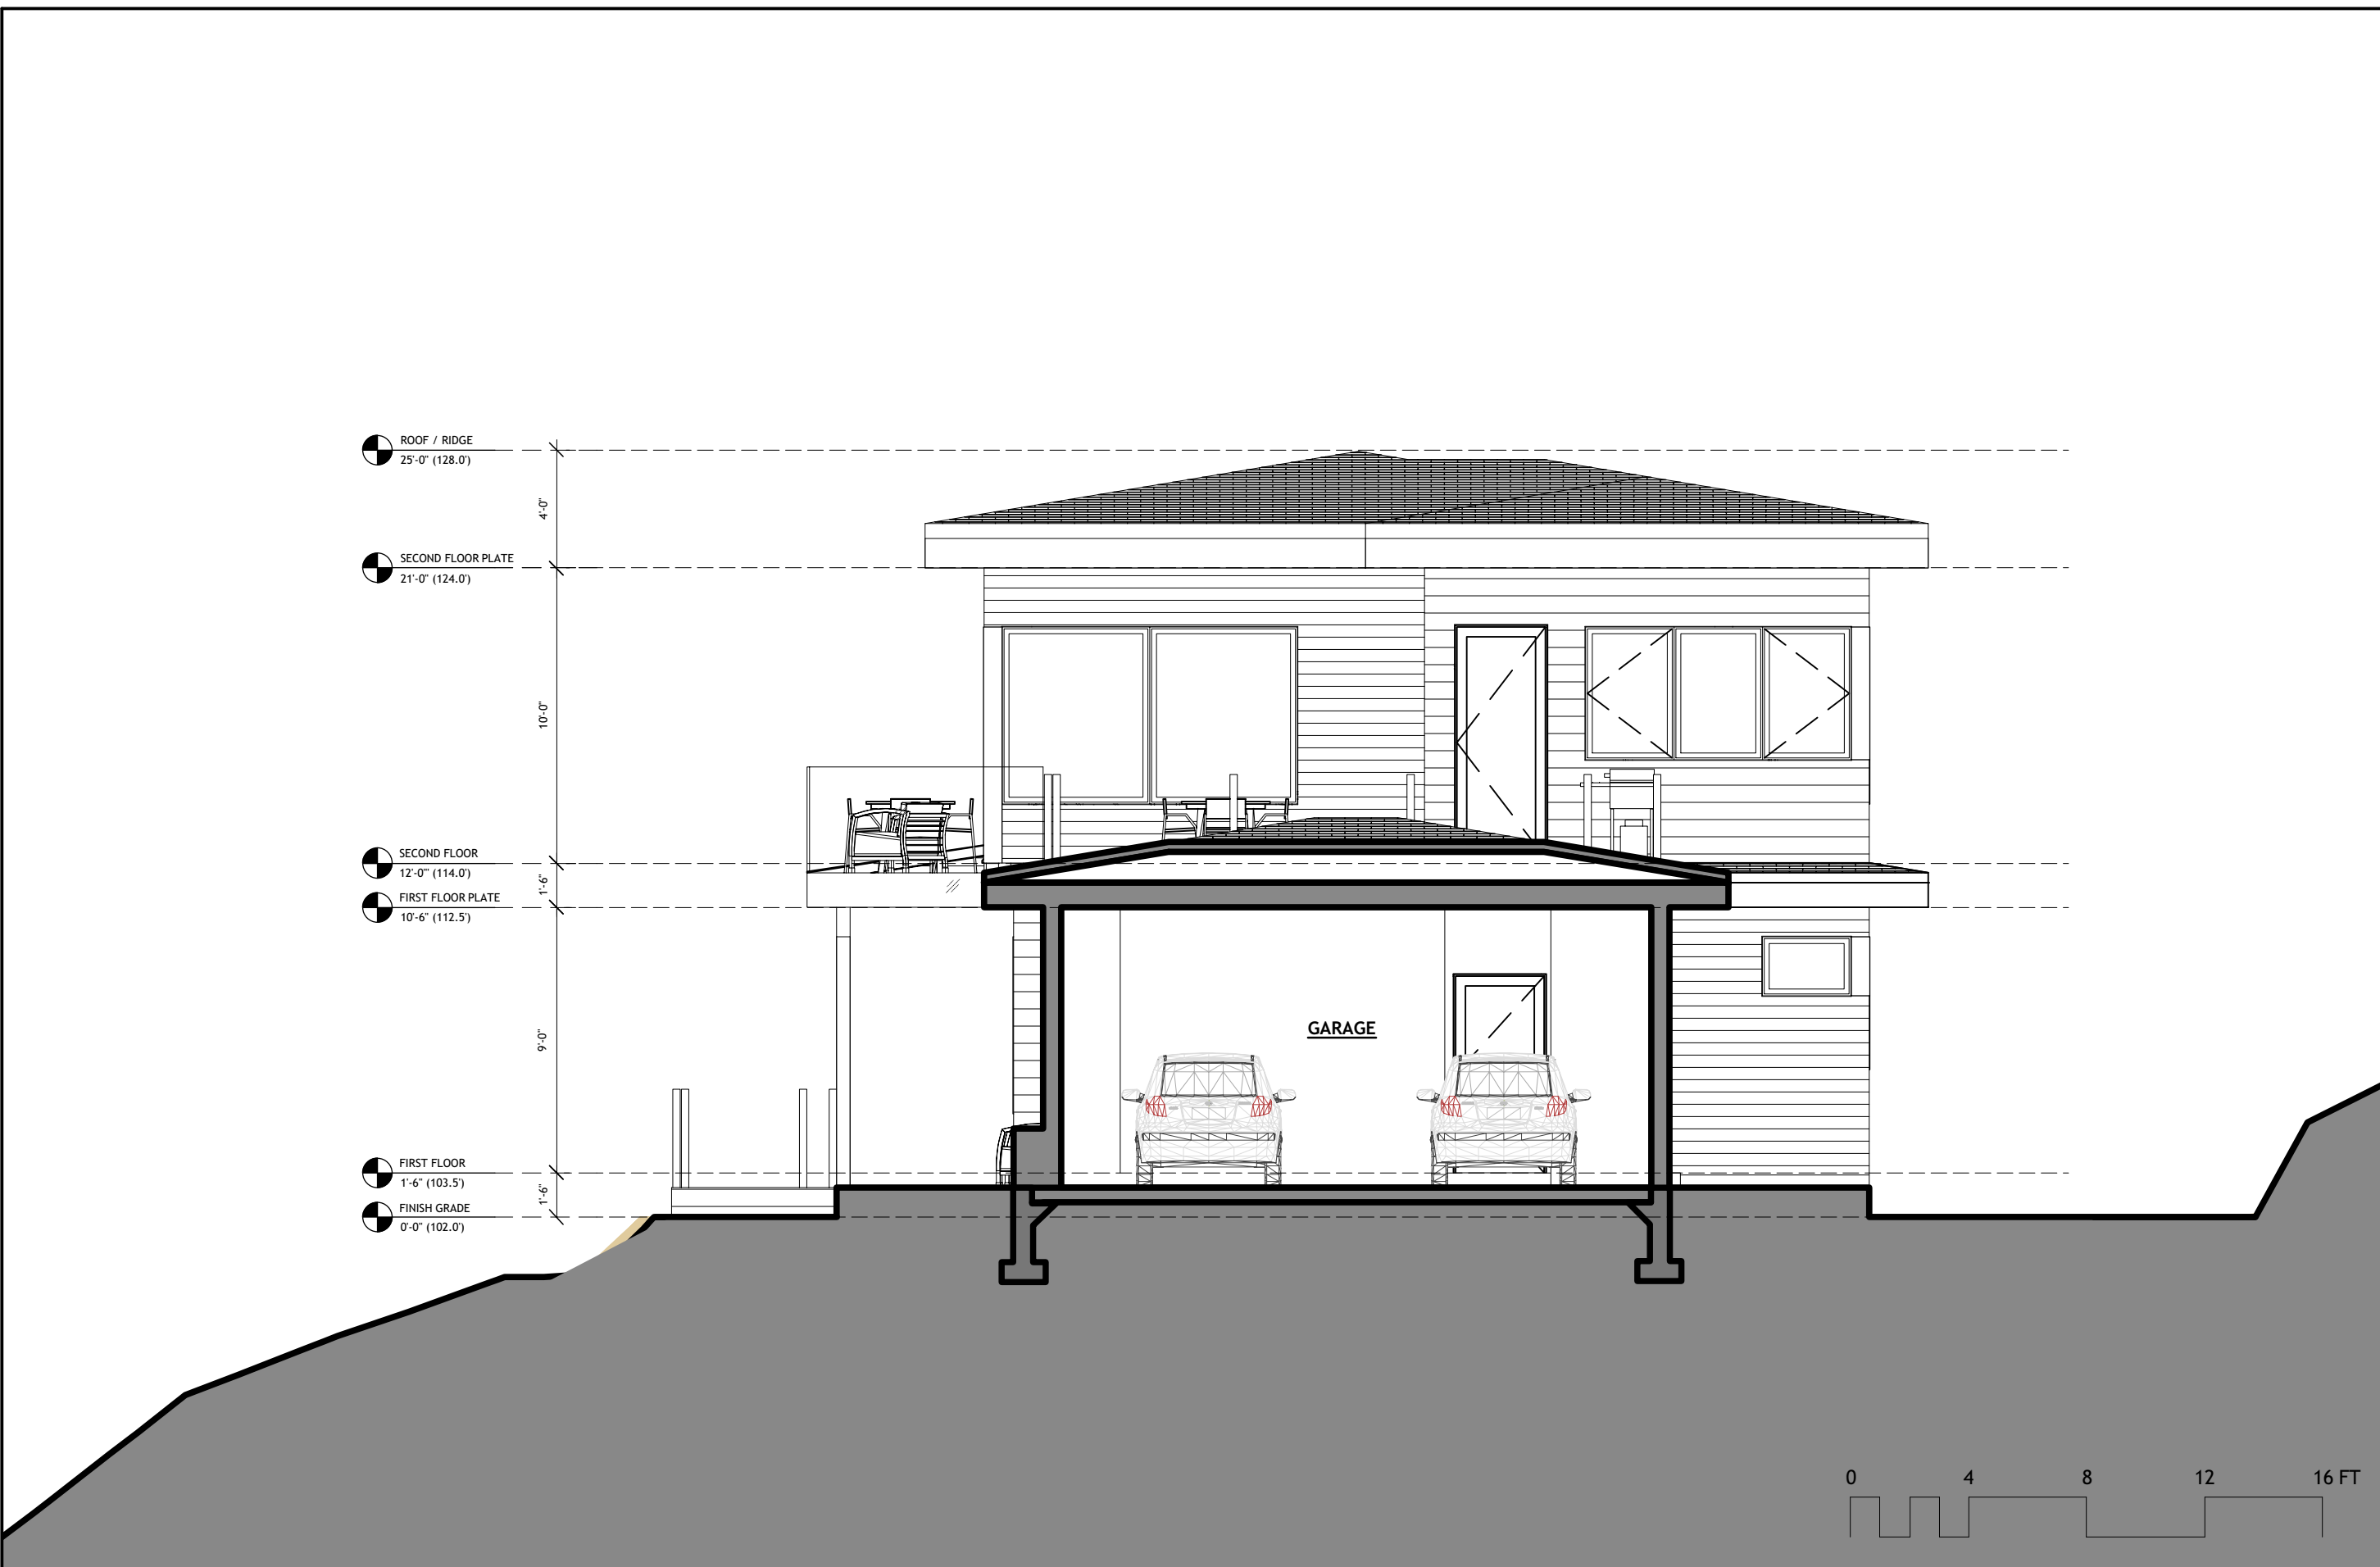 ROOF / RIDGE
25'-0" (128.0')
4'-0"
SECOND FLOOR PLATE
21'-0" (124.0')
10'-0"
SECOND FLOOR
12'-0"' (114.0')
1'-6"
FIRST FLOOR PLATE
10'-6" (112.5')
9'-0"
GARAGE
FIRST FLOOR
1'-6" (103.5')
1'-6"
FINISH GRADE
0'-0" (102.0')
0 4 8 12 16 FT